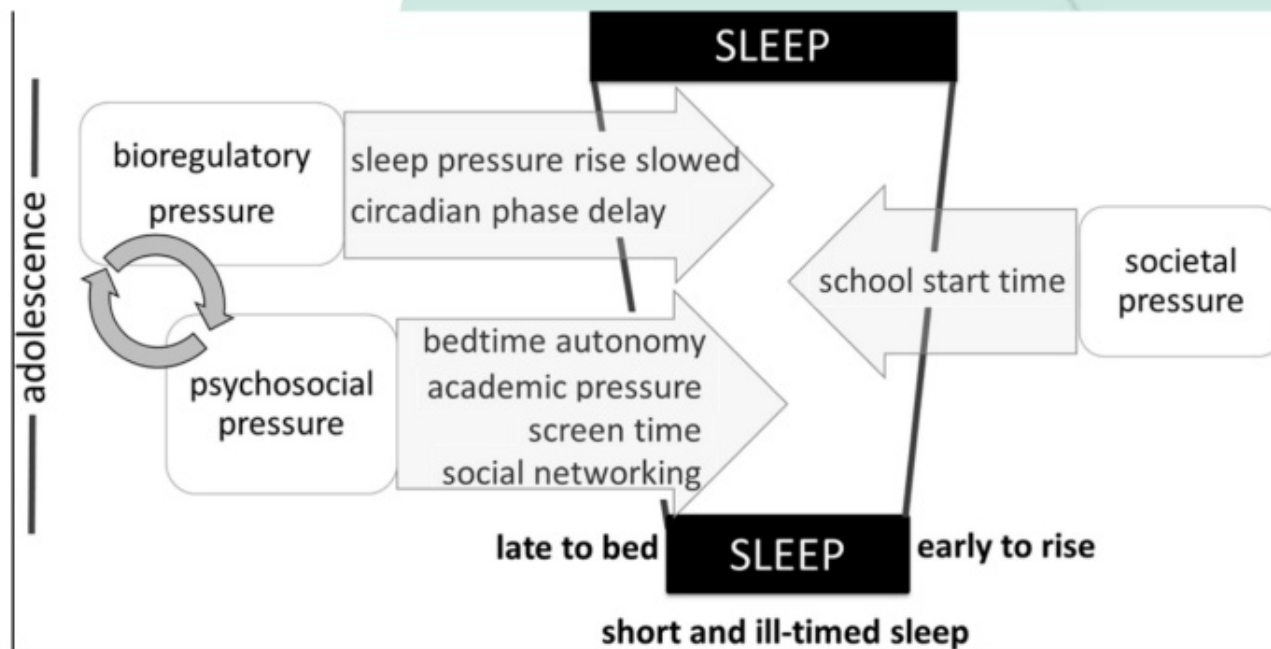 SLEEP
adolescence
bioregulatory
pressure
sleep pressure rise slowed
circadian phase delay
school start time
societal
pressure
psychosocial
pressure
bedtime autonomy
academic pressure
screen time
social networking
late to bed
SLEEP
early to rise
short and ill-timed sleep